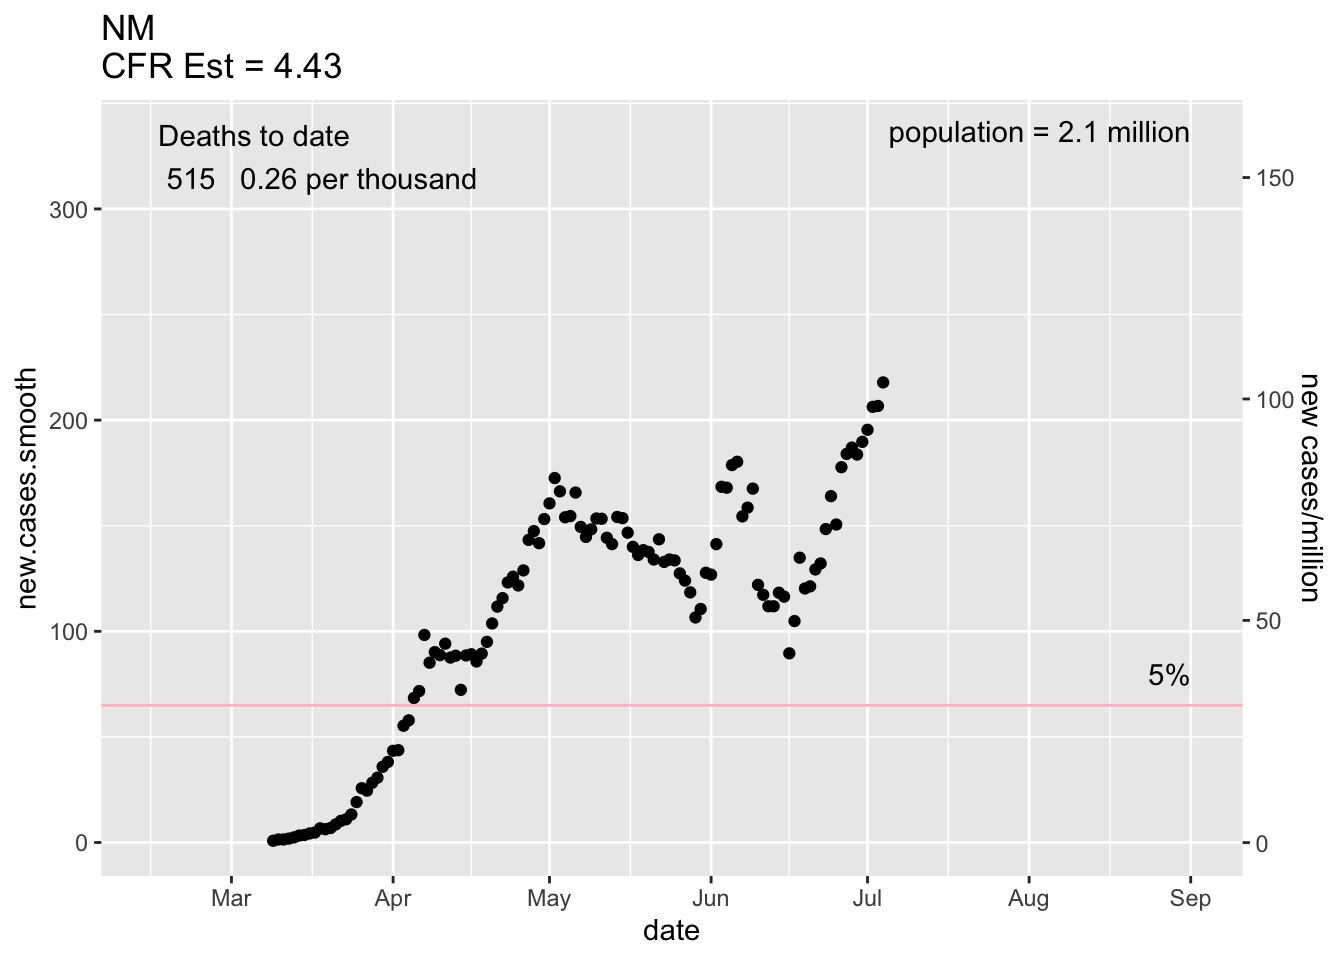 NM
CFR Est = 4.43
Deaths to date
515 0.26 per thousand
population = 2.1 million
300
200
100
0
new.cases.smooth
150
100
50
0
new cases/million
5%
Mar Apr May Jun Jul Aug Sep
date